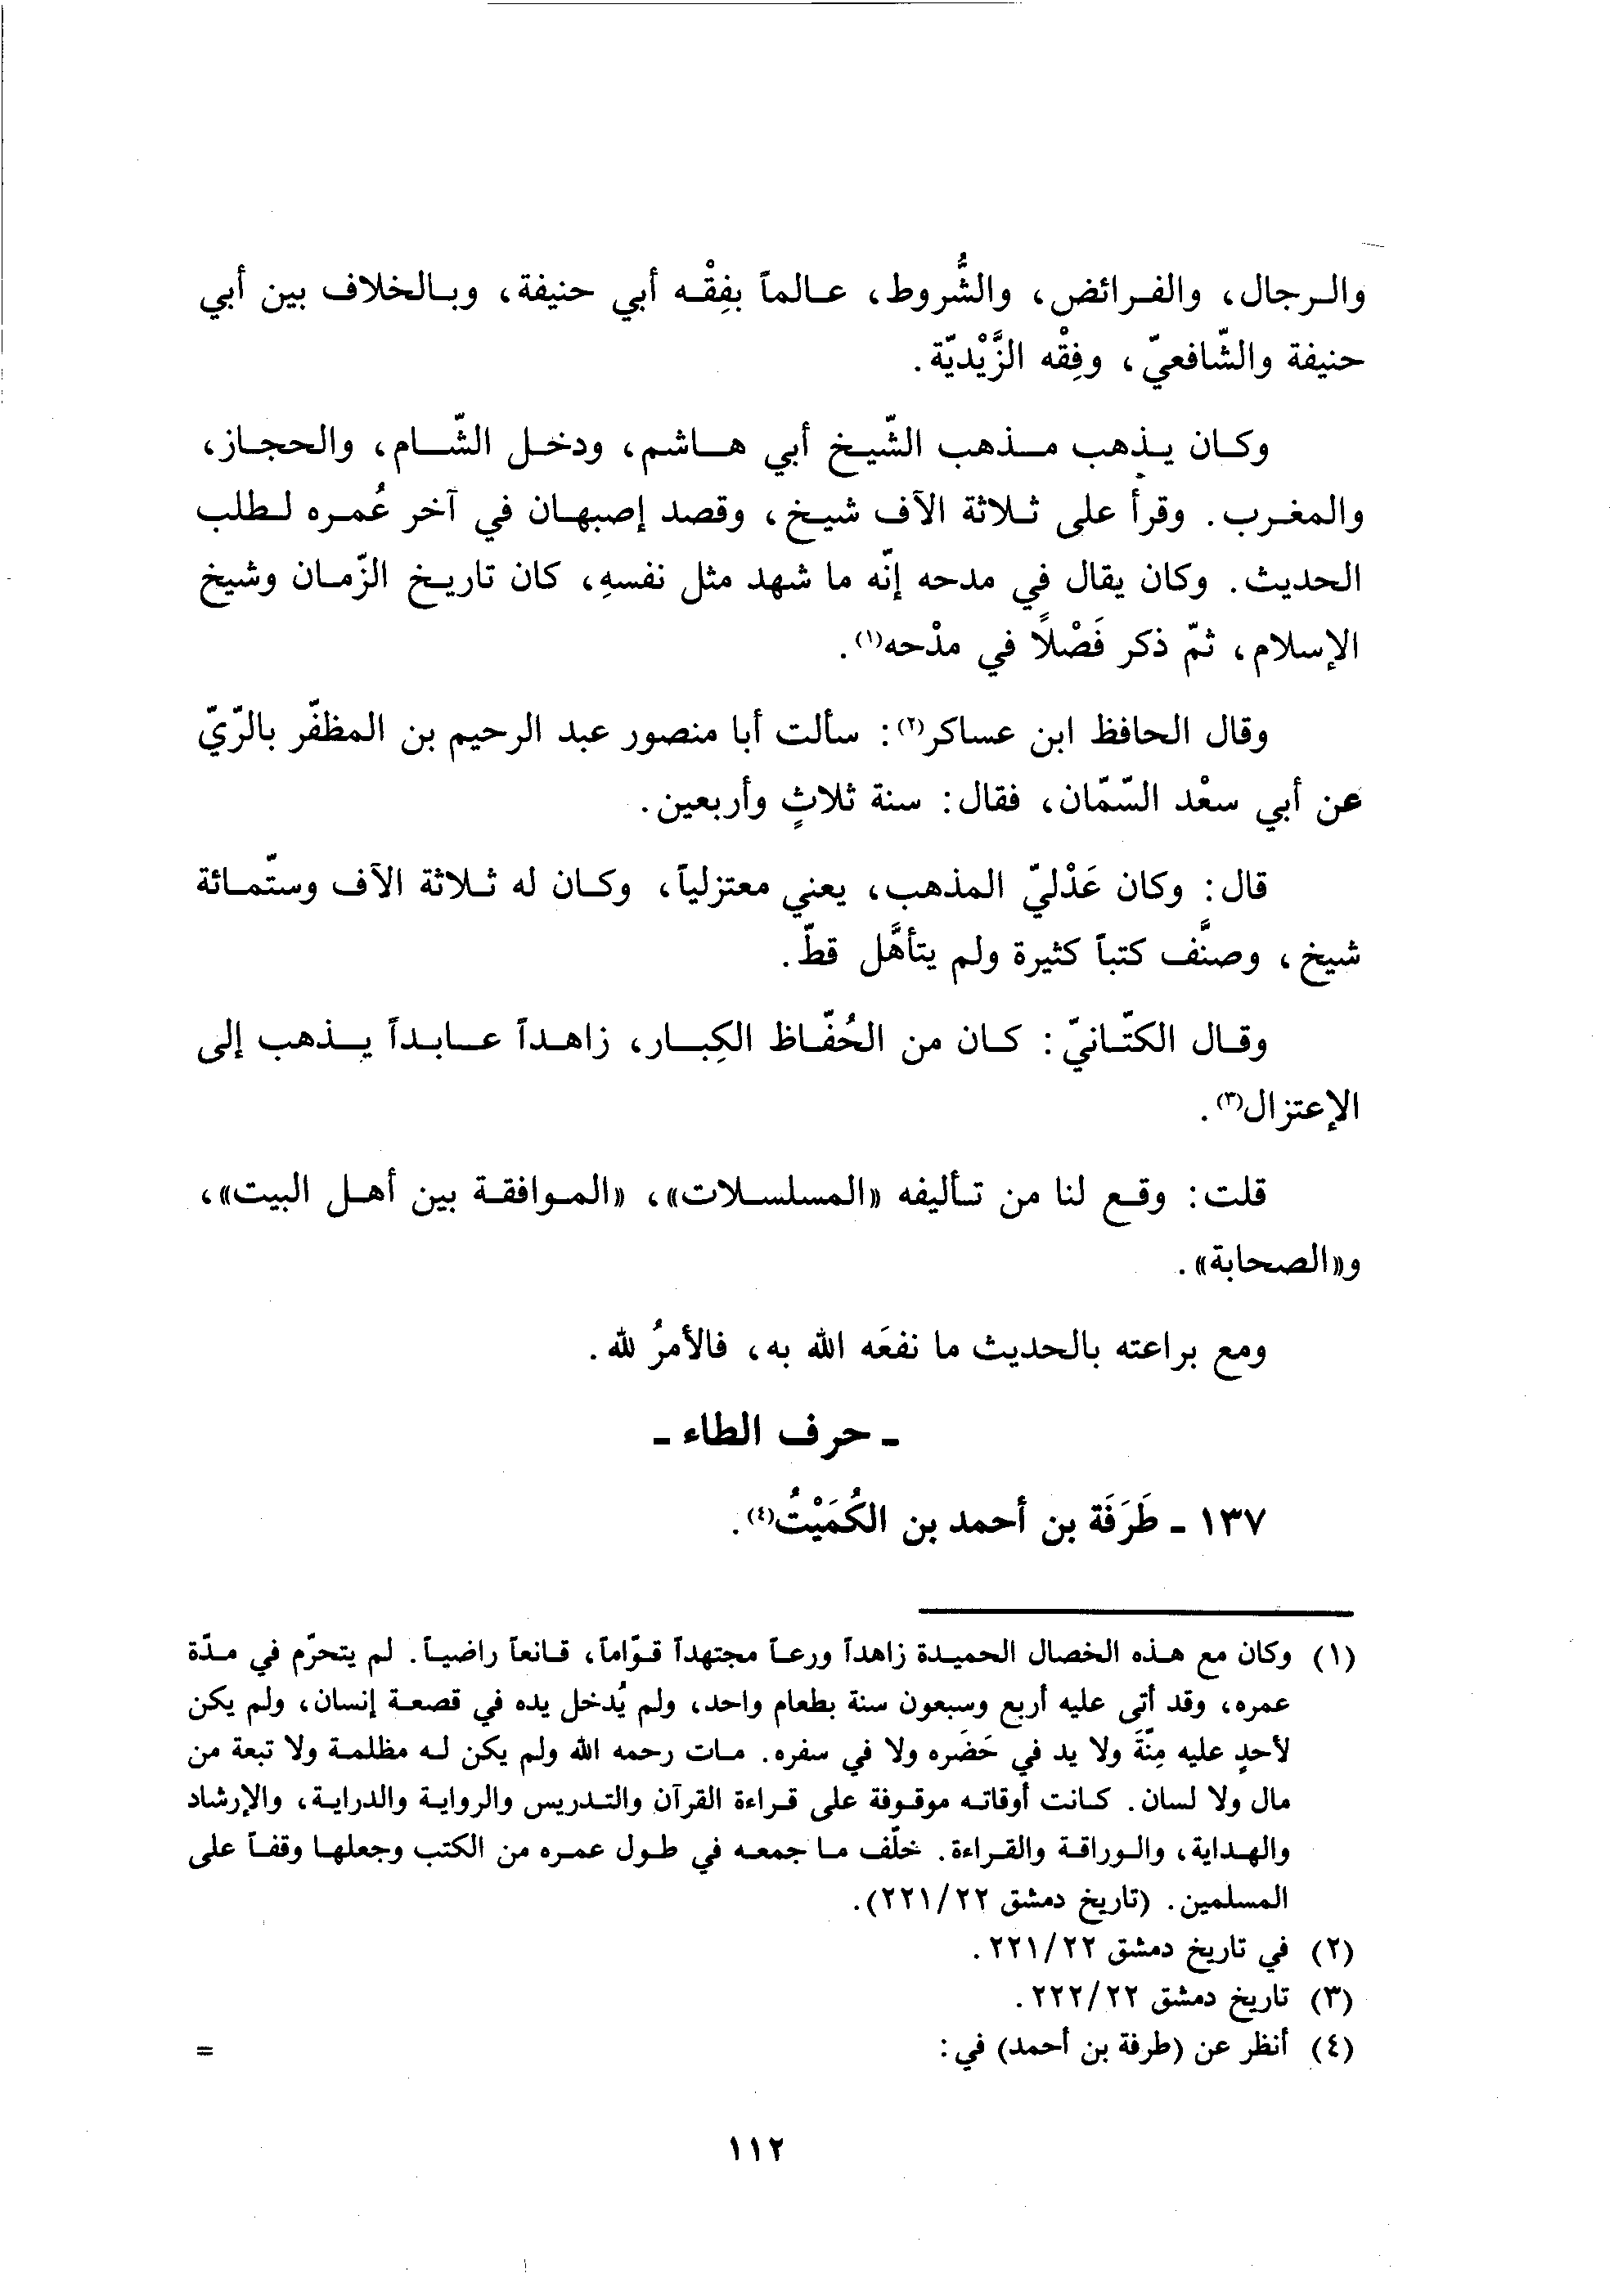 والرجال، والفرائض، والشُّروط، عالماً بفِقْه أبي حنيفة، وبالخلاف بين أبي
حنيفة والشّافعيّ، وفِقْه الزَّيْديّة.
وكان يذهب مذهب الشّيخ أبي هاشم، ودخل الشّام، والحجاز،
والمغرب. وقرأ على ثلاثة الآف شيخ، وقصد إصبهان في آخر عُمره لطلب
الحديث. وكان يقال في مدحه إنّه ما شهد مثل نفسهِ، كان تاريخ الزّمان وشيخ
الإسلام، ثمّ ذكر فَصْلاً في مدْحه(١).
وقال الحافظ ابن عساكر(٢): سألت أبا منصور عبد الرحيم بن المظفّر بالرّيّ
عن أبي سعْد السّمّان، فقال: سنة ثلاثٍ وأربعين.
قال: وكان عَدْليّ المذهب، يعني معتزلياً، وكان له ثلاثة الآف وستّمائة
شيخ، وصنَّف كتباً كثيرة ولم يتأهَّل قطّ.
وقال الكتّانيّ: كان من الحُفّاظ الكِبار، زاهداً عابداً يذهب إلى
الإعتزال(٣).
قلت: وقع لنا من تأليفه «المسلسلات»، «الموافقة بين أهل البيت»،
و«الصحابة».
ومع براعته بالحديث ما نفعَه الله به، فالأمرُ لله.
ـ حرف الطاء ـ
١٣٧ ـ طَرَفَة بن أحمد بن الكُمَيْتُ(٤).
(١) وكان مع هذه الخصال الحميدة زاهداً ورعاً مجتهداً قوّاماً، قانعاً راضياً. لم يتحرّم في مدّة
عمره، وقد أتى عليه أربع وسبعون سنة بطعام واحد، ولم يُدخل يده في قصعة إنسان، ولم يكن
لأحدٍ عليه مِنّةَ ولا يد في حَضَره ولا في سفره. مات رحمه الله ولم يكن له مظلمة ولا تبعة من
مال ولا لسان. كانت أوقاته موقوفة على قراءة القرآن والتدريس والرواية والدراية، والإرشاد
والهداية، والوراقة والقراءة. خلّف ما جمعه في طول عمره من الكتب وجعلها وقفاً على
المسلمين. (تاريخ دمشق ٢٢/ ٢٢١).
(٢) في تاريخ دمشق ٢٢/ ٢٢١.
(٣) تاريخ دمشق ٢٢/ ٢٢٢.
(٤) أنظر عن (طرفة بن أحمد) في: =
١١٢